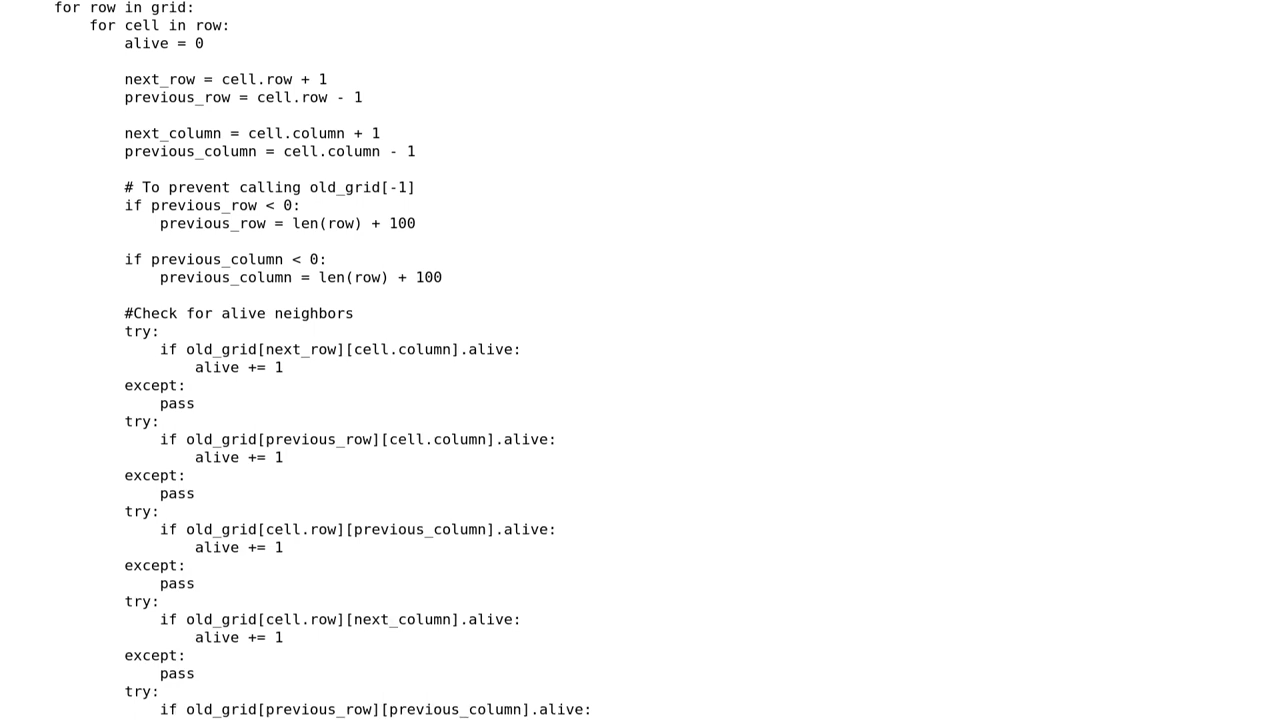 for row in grid:
for cell in row:
alive = 0
next_row = cell.row + 1
previous_row = cell.row - 1
next_column = cell.column + 1
previous_column = cell.column - 1
# To prevent calling old_grid[-1]
if previous_row < 0:
previous_row = len(row) + 100
if previous_column < 0:
previous_column = len(row) + 100
#Check for alive neighbors
try:
if old_grid[next_row][cell.column].alive:
alive += 1
except:
pass
try:
if old_grid[previous_row][cell.column].alive:
alive += 1
except:
pass
try:
if old_grid[cell.row][previous_column].alive:
alive += 1
except:
pass
try:
if old_grid[cell.row][next_column].alive:
alive += 1
except:
pass
try:
if old_grid[previous_row][previous_column].alive: